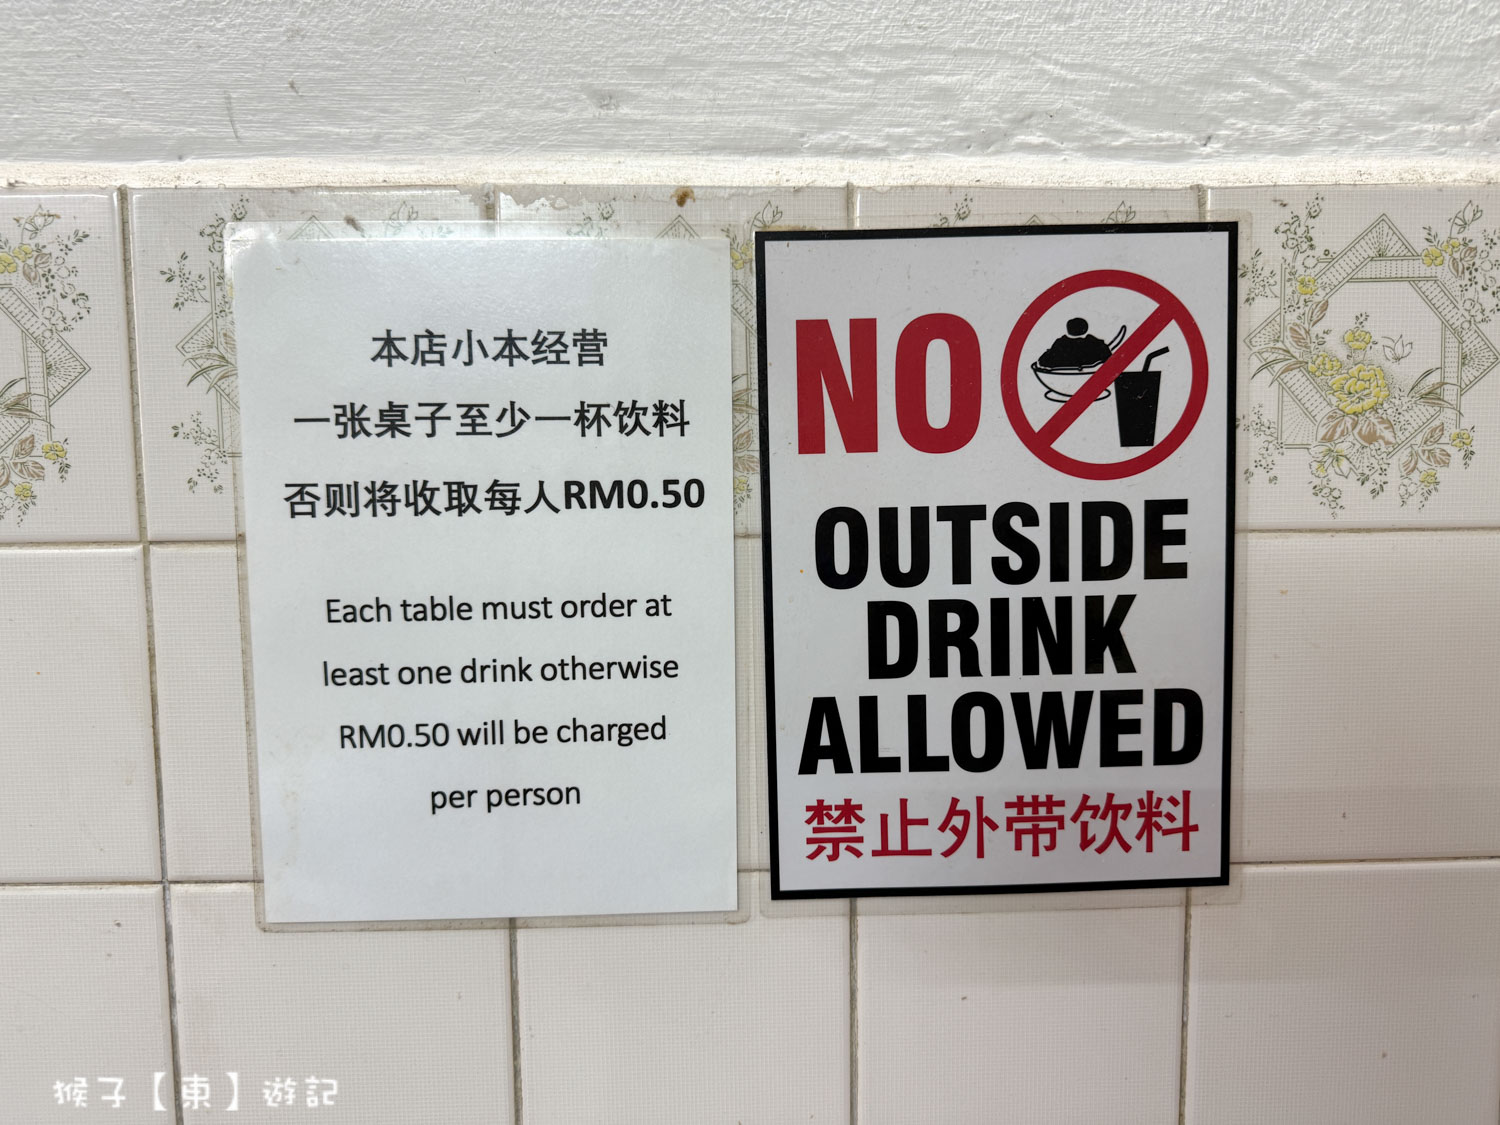 本店小本经营
一张桌子至少一杯饮料
否则将收取每人RM0.50
Each table must order at
least one drink otherwise
RM0.50 will be charged
per person
NO
OUTSIDE
DRINK
ALLOWED
禁止外带饮料
猴子【東】遊記